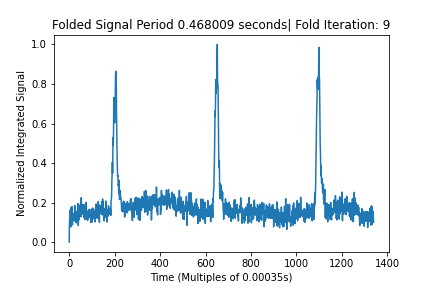 Folded Signal Period 0.468009 seconds| Fold Iteration: 9
Normalized Integrated Signal
1.0
0.8
0.6
0.4
0.2
0.0
0 200 400 600 800 1000 1200 1400
Time (Multiples of 0.00035s)